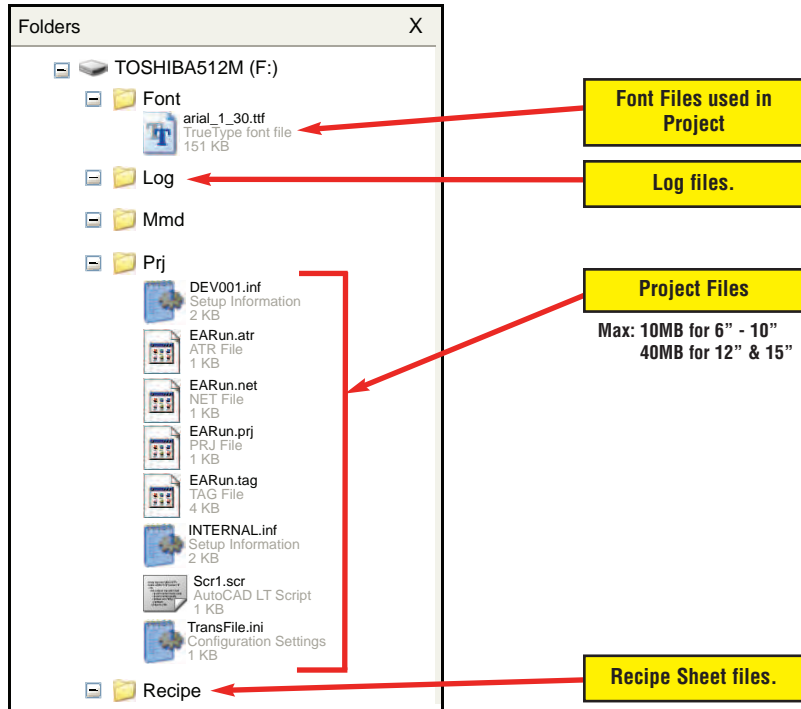 Folders X
TOSHIBA512M (F:)
Font
arial_1_30.ttf
TrueType font file
151 KB
Log
Mmd
Prj
DEV001.inf
Setup Information
2 KB
EARun.atr
ATR File
1 KB
EARun.net
NET File
1 KB
EARun.prj
PRJ File
1 KB
EARun.tag
TAG File
4 KB
INTERNAL.inf
Setup Information
2 KB
Scr1.scr
AutoCAD LT Script
1 KB
TransFile.ini
Configuration Settings
1 KB
Recipe
Font Files used in
Project
Log files.
Project Files
Max: 10MB for 6” - 10”
40MB for 12” & 15”
Recipe Sheet files.